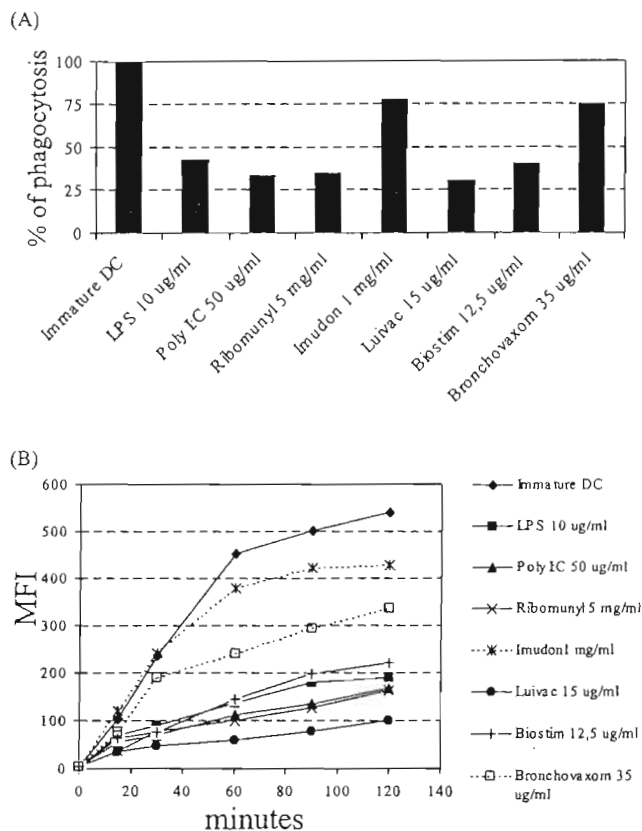 (A)
% of phagocytosis
100
75
50
25
0
Immature DC
LPS 10 ug/ml
Poly I:C 50 ug/ml
Ribomunyl 5 mg/ml
Imudon 1 mg/ml
Luivac 15 ug/ml
Biostim 12,5 ug/ml
Bronchovaxom 35 ug/ml
(B)
MFI
600
500
400
300
200
100
0
0 20 40 60 80 100 120 140
minutes
Immature DC
LPS 10 ug/ml
Poly I:C 50 ug/ml
Ribomunyl 5 mg/ml
Imudon1 mg/ml
Luivac 15 ug/ml
Biostim 12,5 ug/ml
Bronchovaxom 35
ug/ml